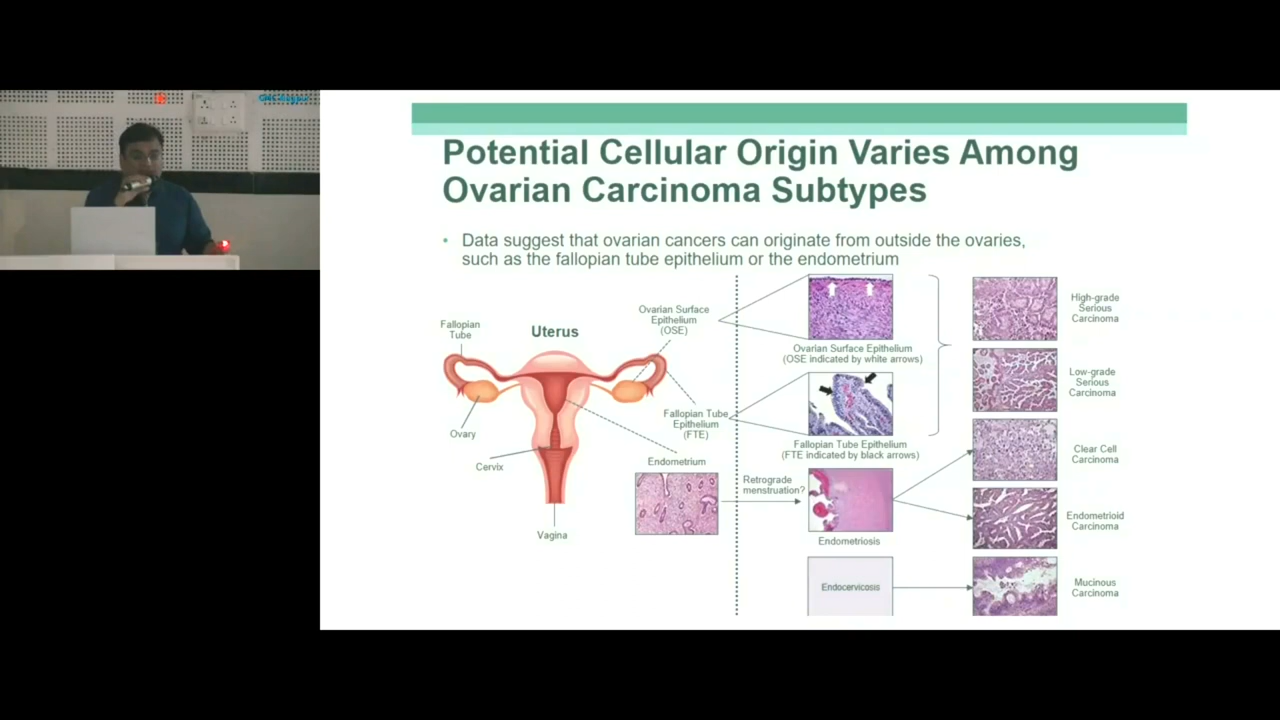 Potential Cellular Origin Varies Among
Ovarian Carcinoma Subtypes
• Data suggest that ovarian cancers can originate from outside the ovaries,
such as the fallopian tube epithelium or the endometrium
Fallopian
Tube
Uterus
Ovarian Surface
Epithelium
(OSE)
Ovary
Cervix
Vagina
Fallopian Tube
Epithelium
(FTE)
Endometrium
Retrograde
menstruation?
Ovarian Surface Epithelium
(OSE indicated by white arrows)
Fallopian Tube Epithelium
(FTE indicated by black arrows)
Endometriosis
Endocervicosis
High-grade
Serious
Carcinoma
Low-grade
Serious
Carcinoma
Clear Cell
Carcinoma
Endometrioid
Carcinoma
Mucinous
Carcinoma